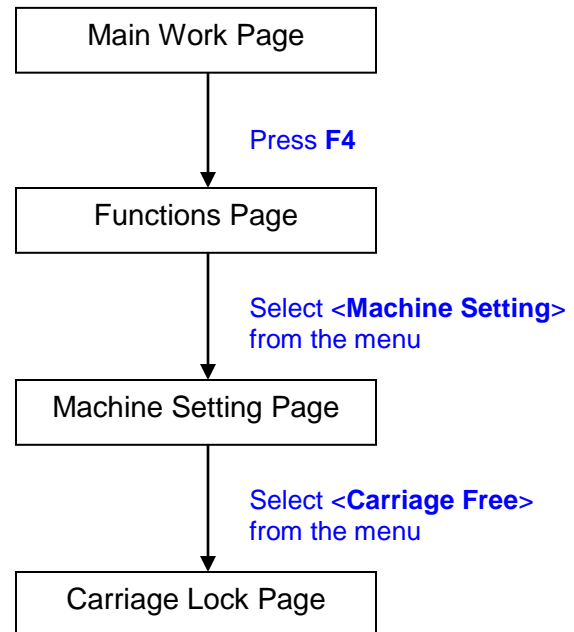 Main Work Page
Press F4
Functions Page
Select <Machine Setting>
from the menu
Machine Setting Page
Select <Carriage Free>
from the menu
Carriage Lock Page